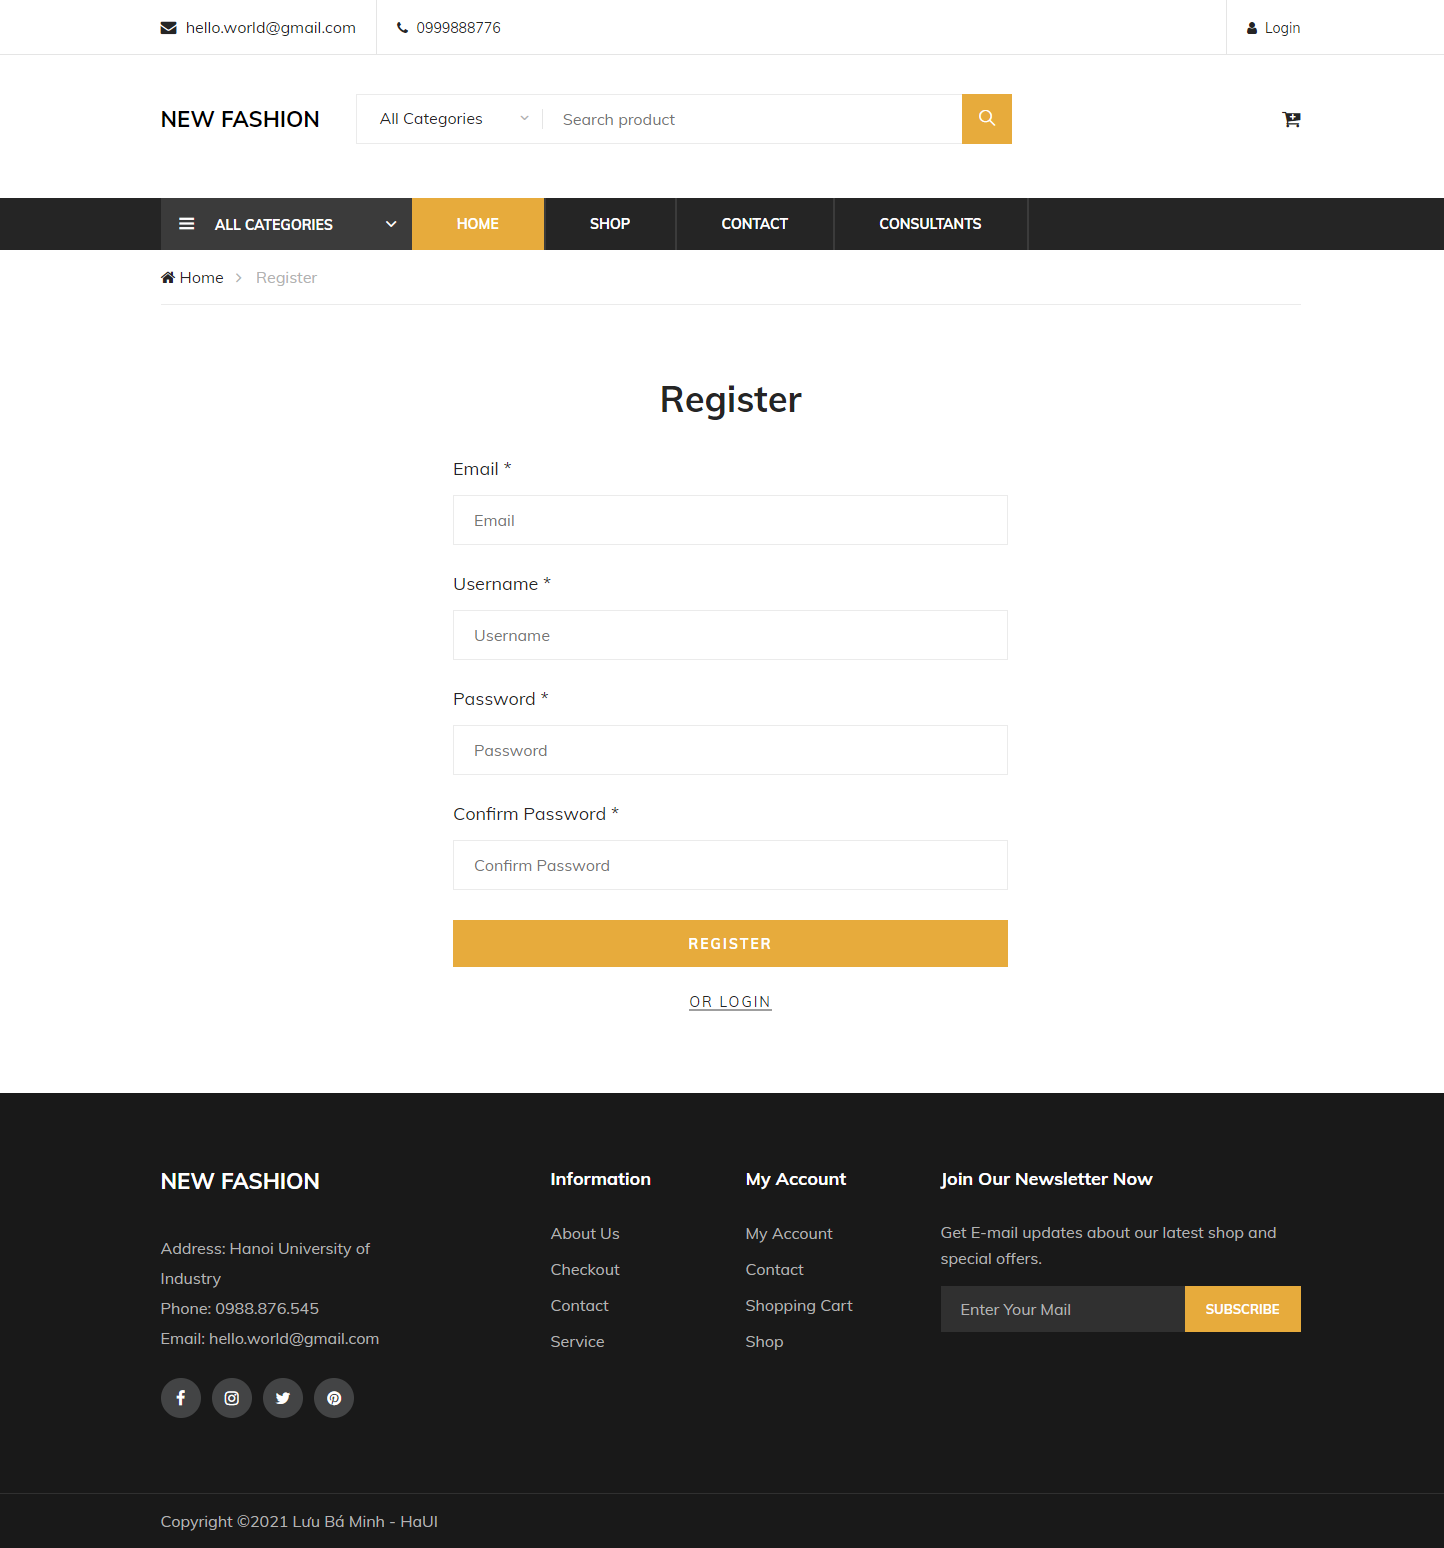 hello.world@gmail.com
0999888776
Login
NEW FASHION
All Categories
Search product
ALL CATEGORIES
HOME
SHOP
CONTACT
CONSULTANTS
Home
Register
Register
Email *
Email
Username *
Username
Password *
Password
Confirm Password *
Confirm Password
REGISTER
OR LOGIN
NEW FASHION
Address: Hanoi University of
Industry
Phone: 0988.876.545
Email: hello.world@gmail.com
Information
About Us
Checkout
Contact
Service
My Account
My Account
Contact
Shopping Cart
Shop
Join Our Newsletter Now
Get E-mail updates about our latest shop and
special offers.
Enter Your Mail
SUBSCRIBE
Copyright ©2021 Lưu Bá Minh - HaUI